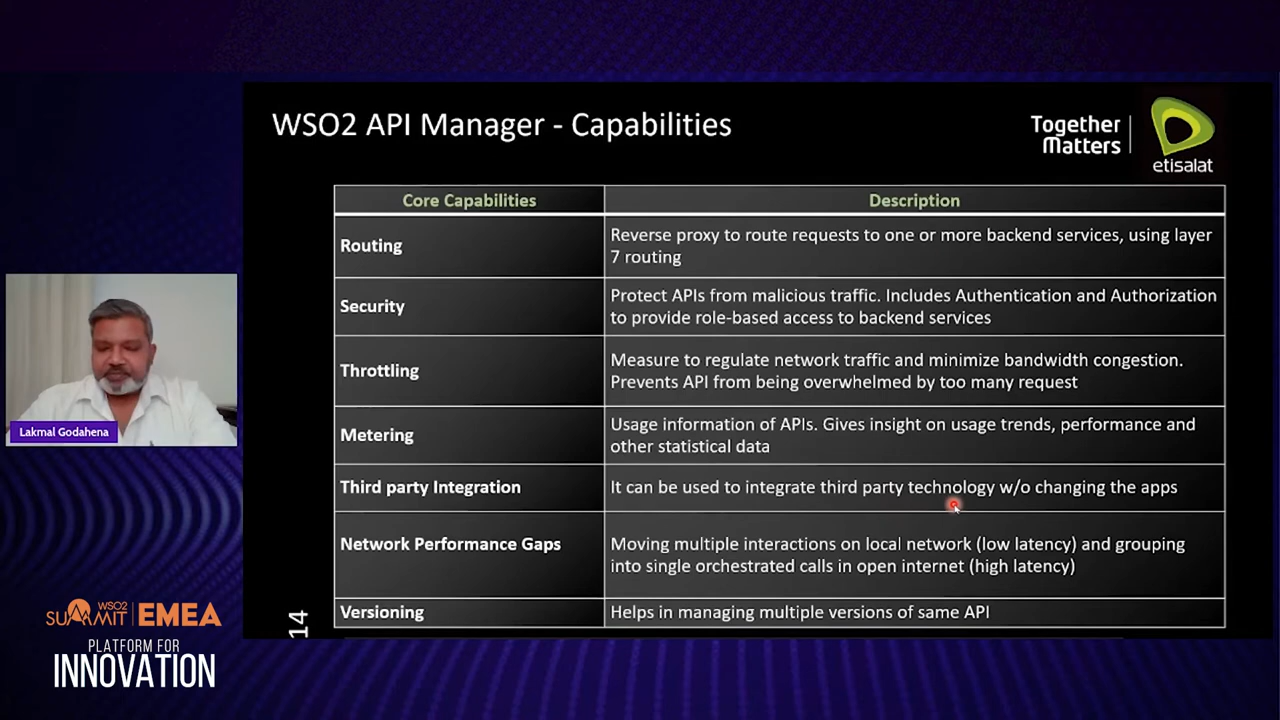 WSO2 API Manager - Capabilities
Together
Matters
etisalat
Core Capabilities
Description
Routing
Reverse proxy to route requests to one or more backend services, using layer
7 routing
Security
Protect APIs from malicious traffic. Includes Authentication and Authorization
to provide role-based access to backend services
Throttling
Measure to regulate network traffic and minimize bandwidth congestion.
Prevents API from being overwhelmed by too many request
Metering
Usage information of APIs. Gives insight on usage trends, performance and
other statistical data
Third party Integration
It can be used to integrate third party technology w/o changing the apps
Network Performance Gaps
Moving multiple interactions on local network (low latency) and grouping
into single orchestrated calls in open internet (high latency)
Versioning
Helps in managing multiple versions of same API
14
Lakmal Godahena
WSO2
SUMMIT EMEA
PLATFORM FOR
INNOVATION